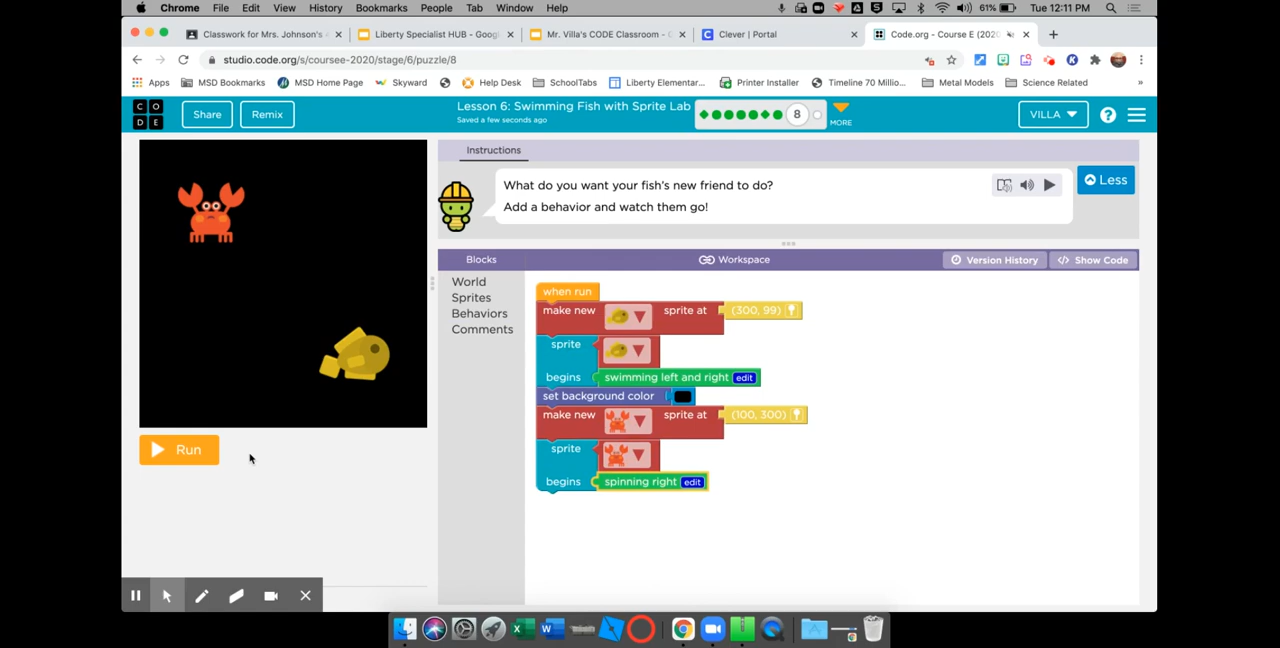 Chrome File Edit View History Bookmarks People Tab Window Help 61% Tue 12:11 PM
Classwork for Mrs. Johnson's Liberty Specialist HUB - Goog Mr. Villa's CODE Classroom - Clever | Portal Code.org - Course E (2020)
studio.code.org/s/coursee-2020/stage/6/puzzle/8
Apps MSD Bookmarks MSD Home Page Skyward Help Desk SchoolTabs Liberty Elementar... Printer Installer Timeline 70 Millio... Metal Models Science Related »
C O D E Share Remix Lesson 6: Swimming Fish with Sprite Lab 8 MORE VILLA ?
Saved a few seconds ago
Instructions
What do you want your fish's new friend to do?
Add a behavior and watch them go!
Less
Blocks Workspace Version History </> Show Code
World
Sprites
Behaviors
Comments
when run
make new sprite at (300, 99)
sprite
begins swimming left and right edit
set background color
make new sprite at (100, 300)
sprite
begins spinning right edit
Run